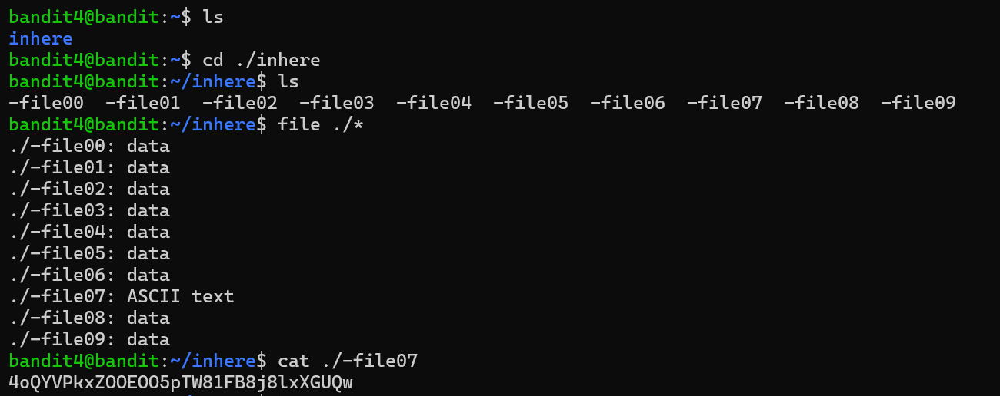 bandit4@bandit:~$ ls
inhere
bandit4@bandit:~$ cd ./inhere
bandit4@bandit:~/inhere$ ls
-file00  -file01  -file02  -file03  -file04  -file05  -file06  -file07  -file08  -file09
bandit4@bandit:~/inhere$ file ./*
./-file00: data
./-file01: data
./-file02: data
./-file03: data
./-file04: data
./-file05: data
./-file06: data
./-file07: ASCII text
./-file08: data
./-file09: data
bandit4@bandit:~/inhere$ cat ./-file07
4oQYVPkxZOOEOO5pTW81FB8j8lxXGUQw